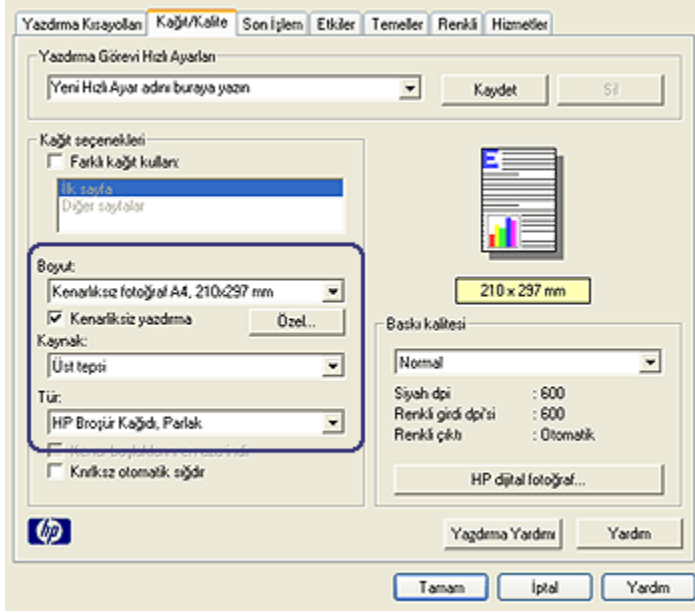 Yazdırma Kısayolları Kağıt/Kalite Son İşlem Etkiler Temeller Renkli Hizmetler
Yazdırma Görevi Hızlı Ayarları
Yeni Hızlı Ayar adını buraya yazın
Kaydet
Sil
Kağıt seçenekleri
Farklı kağıt kullan:
İlk sayfa
Diğer sayfalar
Boyut:
Kenarlıksız fotoğraf A4, 210x297 mm
Kenarlıksiz yazdırma
Özel...
Kaynak:
Üst tepsi
Tür:
HP Broşür Kağıdı, Parlak
Knrlksz otomatik sığdır
210 x 297 mm
Baskı kalitesi
Normal
Siyah dpi : 600
Renkli girdi dpi'si : 600
Renkli çıktı : Otomatik
HP dijital fotoğraf...
hp
Yazdırma Yardımı
Yardım
Tamam
İptal
Yardım